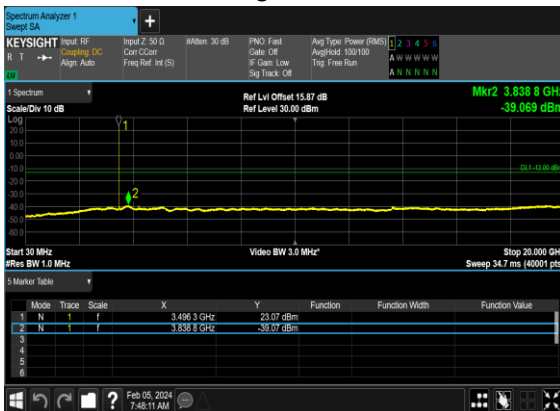 Spectrum Analyzer 1
Swept SA
KEYSIGHT Input: RF Input Z: 50 Ω #Atten: 30 dB PNO: Fast Avg Type: Power (RMS) 1 2 3 4 5 6
R T Coupling: DC Corr CCorr Gate: Off Avg|Hold: 100/100 A W W W W W
Align: Auto Freq Ref: Int (S) IF Gain: Low Trig: Free Run
Sig Track: Off A N N N N N
1 Spectrum Ref Lvl Offset 15.87 dB Mkr2 3.838 8 GHz
Scale/Div 10 dB Ref Level 30.00 dBm -39.069 dBm
Log 1
20.0
10.0
0.00
-10.0 DL1 -13.00 dBm
-20.0
-30.0 2
-40.0
-50.0
-60.0
Start 30 MHz Video BW 3.0 MHz* Stop 20.000 GHz
#Res BW 1.0 MHz Sweep 34.7 ms (40001 pts)
5 Marker Table
Mode Trace Scale X Y Function Function Width Function Value
1 N 1 f 3.496 3 GHz 23.07 dBm
2 N 1 f 3.838 8 GHz -39.07 dBm
3
4
5
6
? Feb 05, 2024
7:48:11 AM